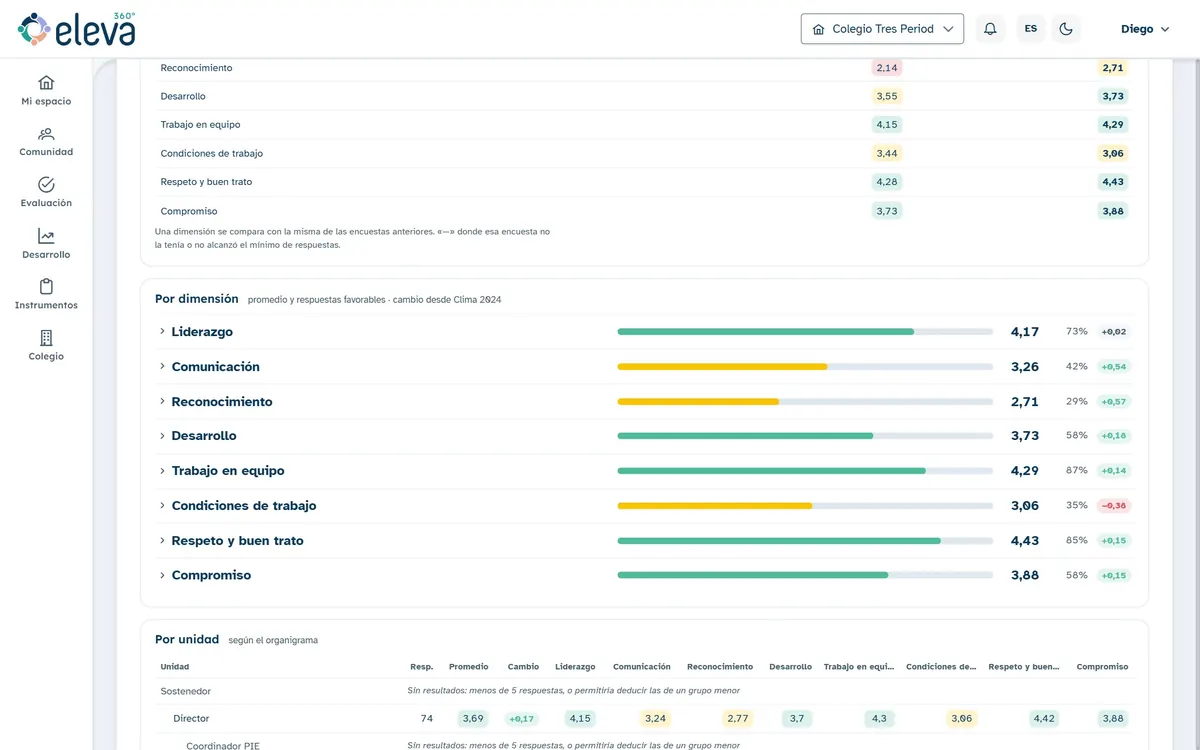 360°
eleva
Colegio Tres Period
ES
Diego
Mi espacio
Comunidad
Evaluación
Desarrollo
Instrumentos
Colegio
Reconocimiento 2,14 2,71
Desarrollo 3,55 3,73
Trabajo en equipo 4,15 4,29
Condiciones de trabajo 3,44 3,06
Respeto y buen trato 4,28 4,43
Compromiso 3,73 3,88
Una dimensión se compara con la misma de las encuestas anteriores. «—» donde esa encuesta no
la tenía o no alcanzó el mínimo de respuestas.
Por dimensión promedio y respuestas favorables · cambio desde Clima 2024
Liderazgo 4,17 73% +0,02
Comunicación 3,26 42% +0,54
Reconocimiento 2,71 29% +0,57
Desarrollo 3,73 58% +0,18
Trabajo en equipo 4,29 87% +0,14
Condiciones de trabajo 3,06 35% −0,38
Respeto y buen trato 4,43 85% +0,15
Compromiso 3,88 58% +0,15
Por unidad según el organigrama
Unidad Resp. Promedio Cambio Liderazgo Comunicación Reconocimiento Desarrollo Trabajo en equi... Condiciones de... Respeto y buen... Compromiso
Sostenedor Sin resultados: menos de 5 respuestas, o permitiría deducir las de un grupo menor
Director 74 3,69 +0,17 4,15 3,24 2,77 3,7 4,3 3,06 4,42 3,88
Coordinador PIE Sin resultados: menos de 5 respuestas, o permitiría deducir las de un grupo menor